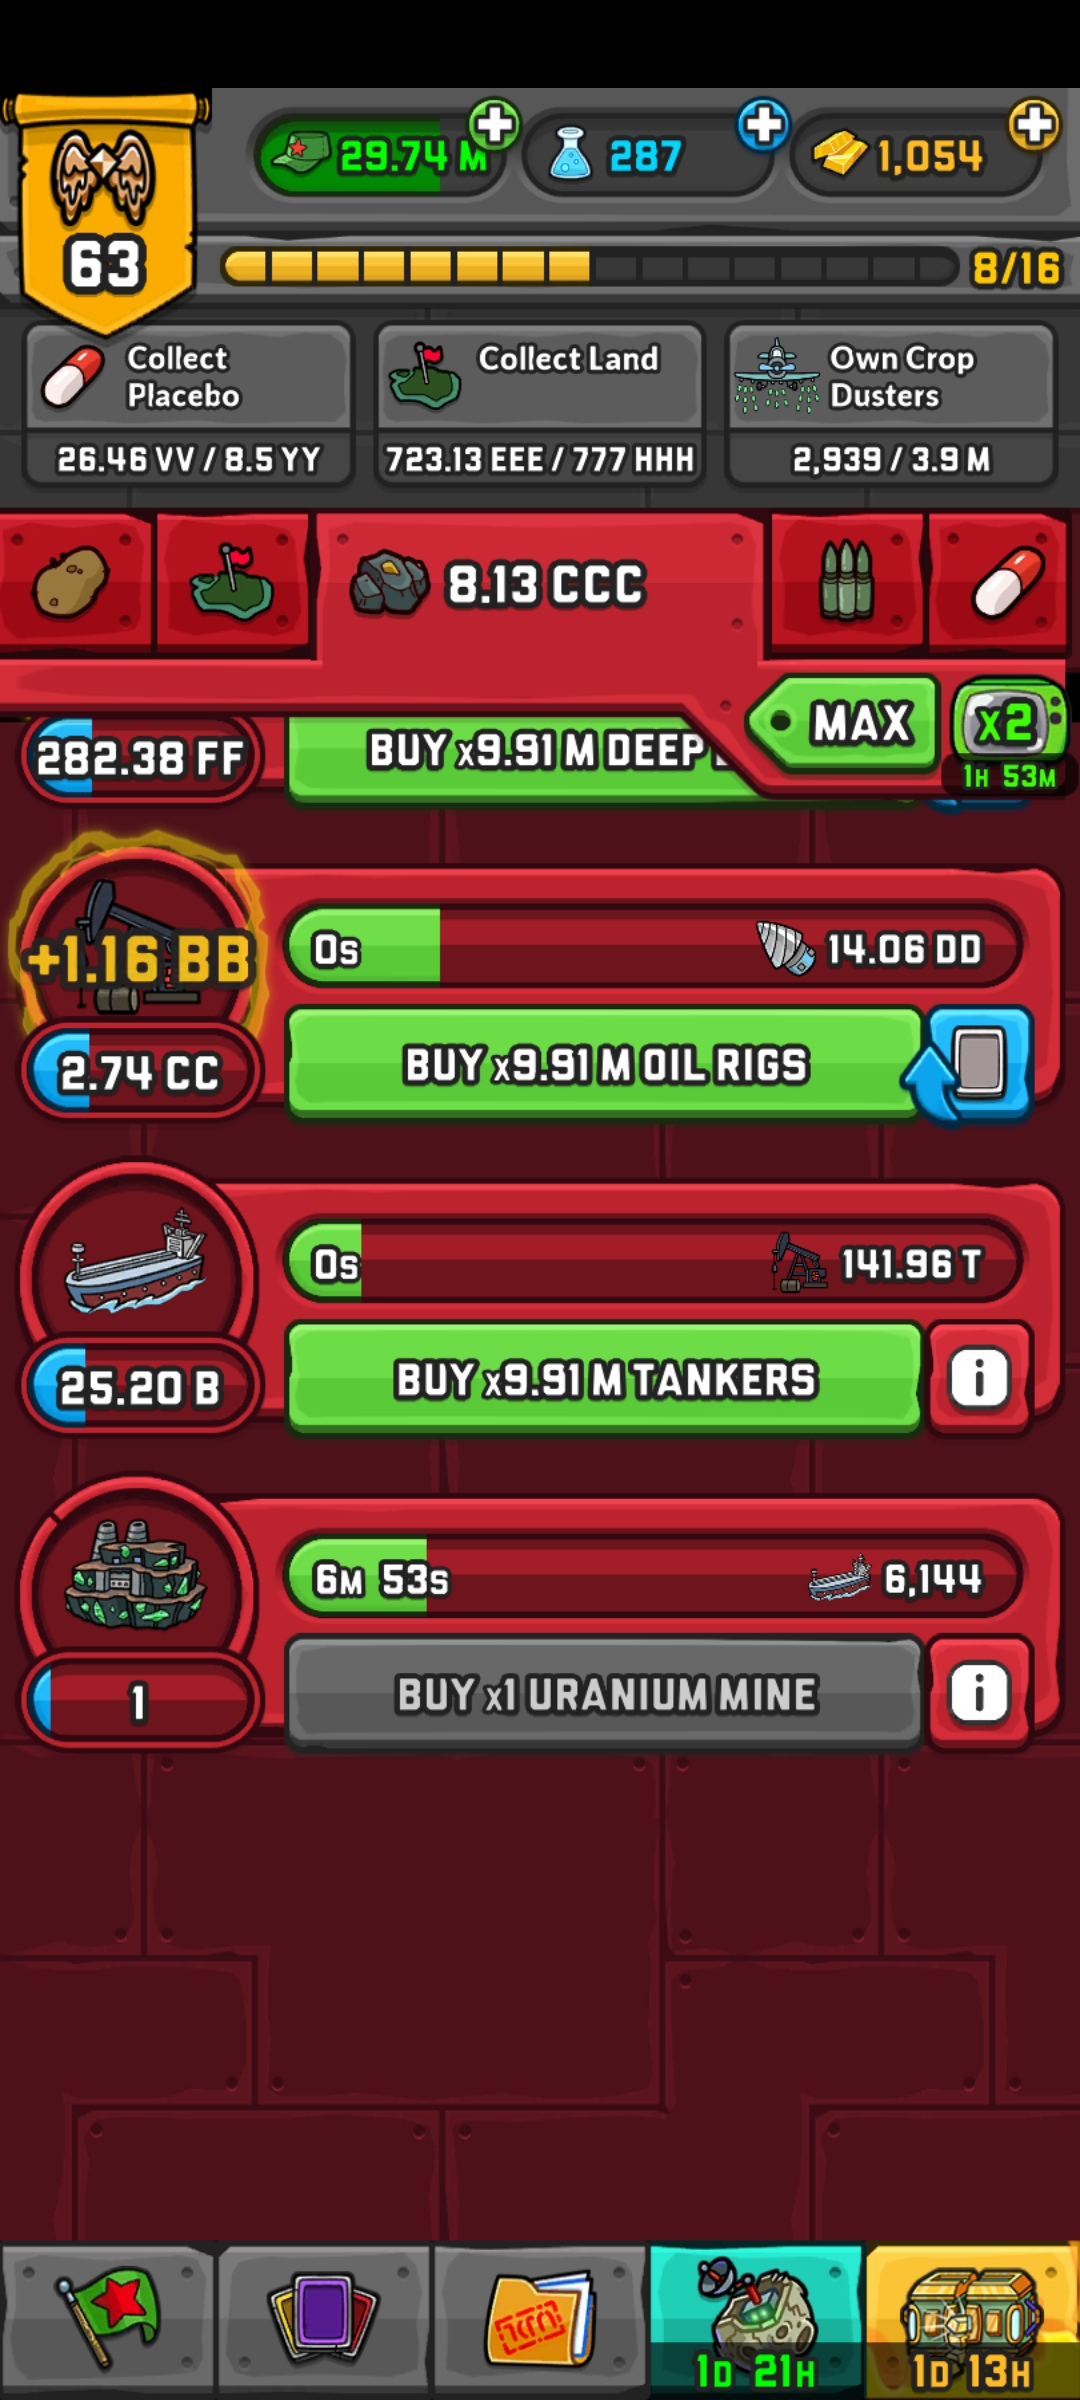 29.74 M
287
1,054
63
8/16
Collect
Placebo
26.46 VV / 8.5 YY
Collect Land
723.13 EEE / 777 HHH
Own Crop
Dusters
2,939 / 3.9 M
8.13 CCC
MAX
x2
1H 53M
282.38 FF
BUY x9.91 M DEEP
+1.16 BB
0s
14.06 DD
2.74 CC
BUY x9.91 M OIL RIGS
0s
141.96 T
25.20 B
BUY x9.91 M TANKERS
i
6M 53s
6,144
1
BUY x1 URANIUM MINE
i
1D 21H
1D 13H